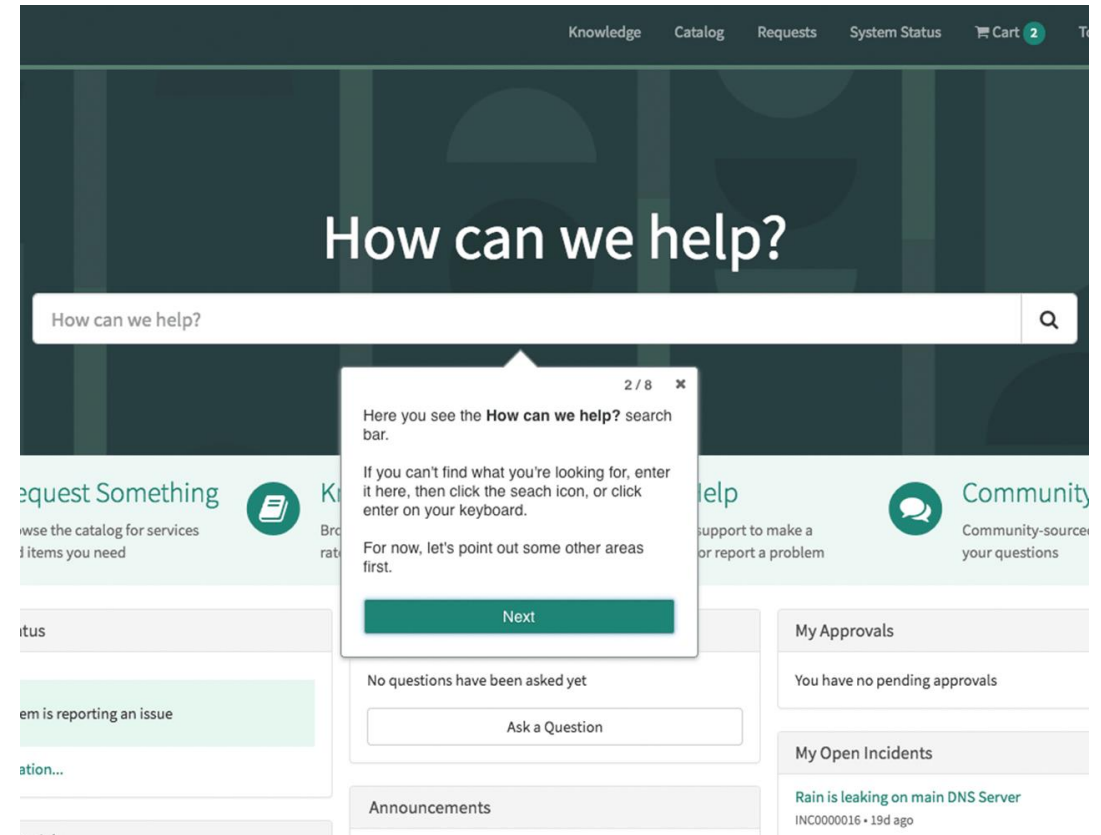 Knowledge Catalog Requests System Status Cart 2
How can we help?
How can we help?
2 / 8 ×
Here you see the How can we help? search
bar.
If you can't find what you're looking for, enter
it here, then click the seach icon, or click
enter on your keyboard.
For now, let's point out some other areas
first.
Next
equest Something
wse the catalog for services
d items you need
Kn
Bro
rate
Help
support to make a
or report a problem
Community
Community-source
your questions
tus
em is reporting an issue
ation...
No questions have been asked yet
Ask a Question
Announcements
My Approvals
You have no pending approvals
My Open Incidents
Rain is leaking on main DNS Server
INC0000016 • 19d ago